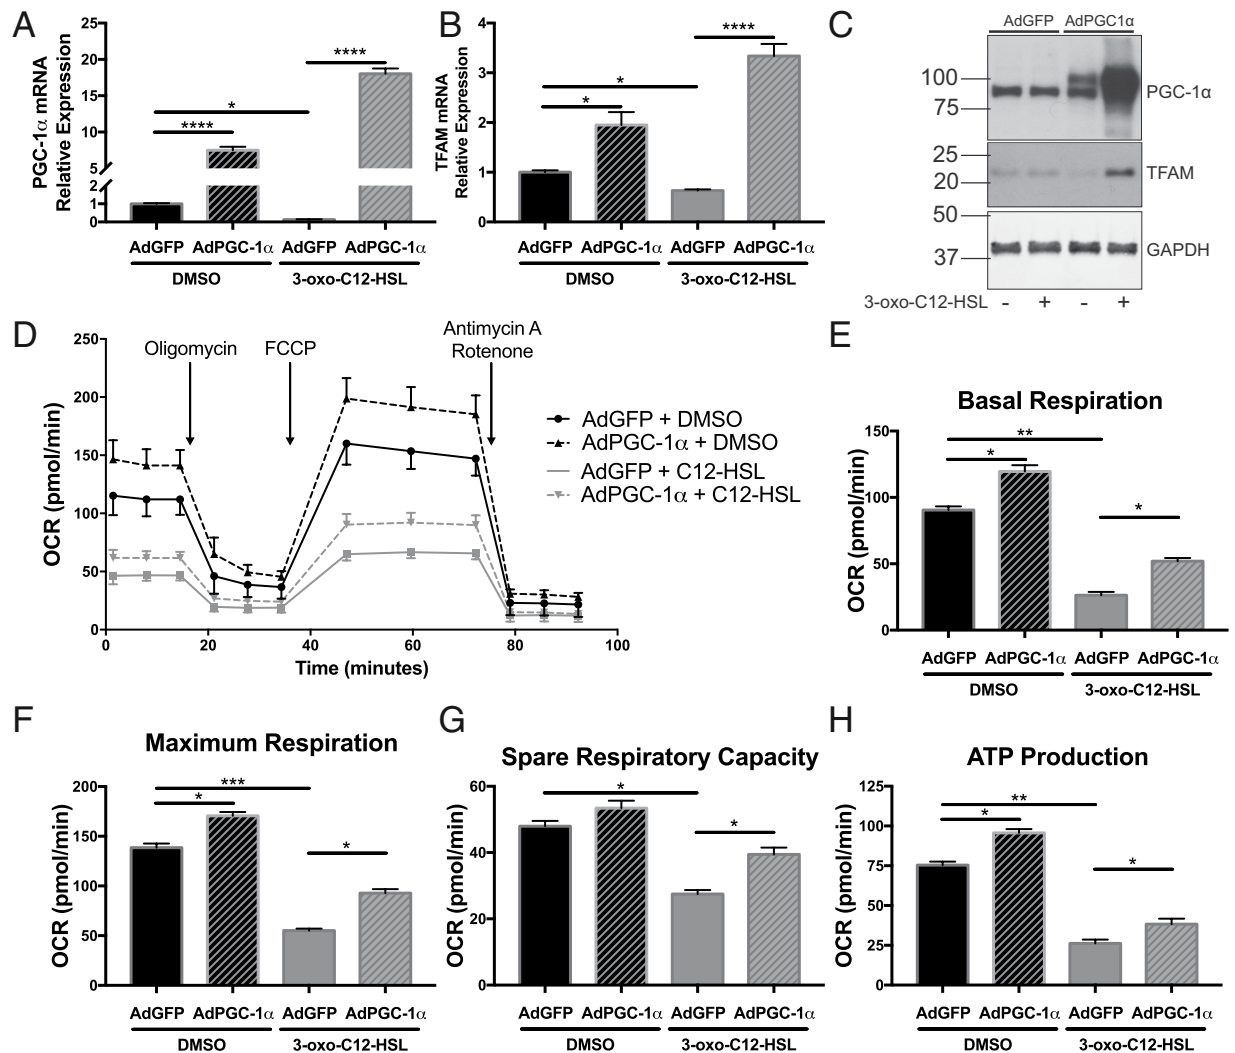 A
PGC-1α mRNA
Relative Expression
25
20
15
10
5
2
1
0
****
*
****
AdGFP AdPGC-1α AdGFP AdPGC-1α
DMSO 3-oxo-C12-HSL
B
TFAM mRNA
Relative Expression
4
3
2
1
0
*
*
****
AdGFP AdPGC-1α AdGFP AdPGC-1α
DMSO 3-oxo-C12-HSL
C
AdGFP AdPGC1α
100
75
PGC-1α
25
20
TFAM
50
37
GAPDH
3-oxo-C12-HSL - + - +
D
OCR (pmol/min)
250
200
150
100
50
0
0 20 40 60 80 100
Time (minutes)
Oligomycin
FCCP
Antimycin A
Rotenone
AdGFP + DMSO
AdPGC-1α + DMSO
AdGFP + C12-HSL
AdPGC-1α + C12-HSL
E
Basal Respiration
OCR (pmol/min)
150
100
50
0
**
*
*
AdGFP AdPGC-1α AdGFP AdPGC-1α
DMSO 3-oxo-C12-HSL
F
Maximum Respiration
OCR (pmol/min)
200
150
100
50
0
***
*
*
AdGFP AdPGC-1α AdGFP AdPGC-1α
DMSO 3-oxo-C12-HSL
G
Spare Respiratory Capacity
OCR (pmol/min)
60
40
20
0
*
*
AdGFP AdPGC-1α AdGFP AdPGC-1α
DMSO 3-oxo-C12-HSL
H
ATP Production
OCR (pmol/min)
125
100
75
50
25
0
**
*
*
AdGFP AdPGC-1α AdGFP AdPGC-1α
DMSO 3-oxo-C12-HSL